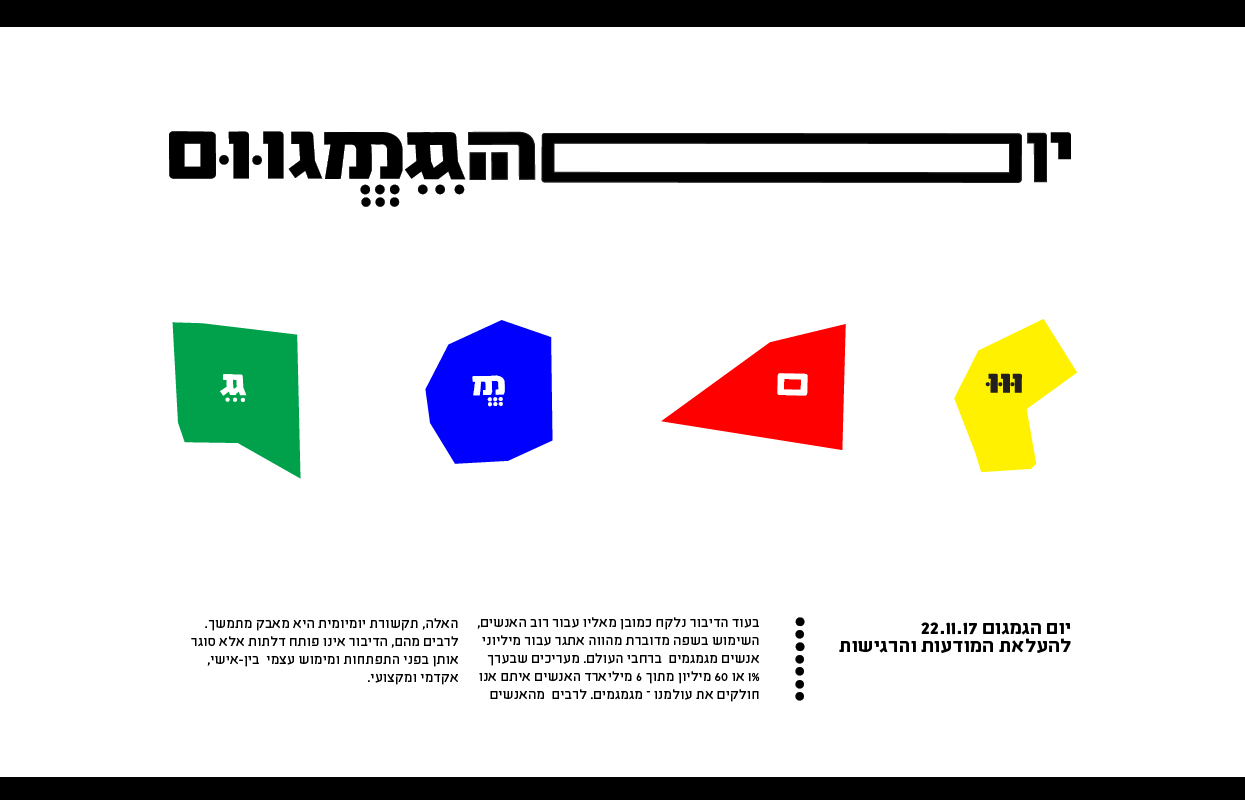 יום הגמגוּוּם
וּוּוּ
ם
מ
ג
יום הגמגום 22.11.17
להעלאת המודעות והרגישות
בעוד הדיבור נלקח כמובן מאליו עבור רוב האנשים,
השימוש בשפה מדוברת מהווה אתגר עבור מיליוני
אנשים מגמגמים ברחבי העולם. מעריכים שבערך
1% או 60 מיליון מתוך 6 מיליארד האנשים איתם אנו
חולקים את עולמנו - מגמגמים. לרבים מהאנשים
האלה, תקשורת יומיומית היא מאבק מתמשך.
לרבים מהם, הדיבור אינו פותח דלתות אלא סוגר
אותן בפני התפתחות ומימוש עצמי בין-אישי,
אקדמי ומקצועי.